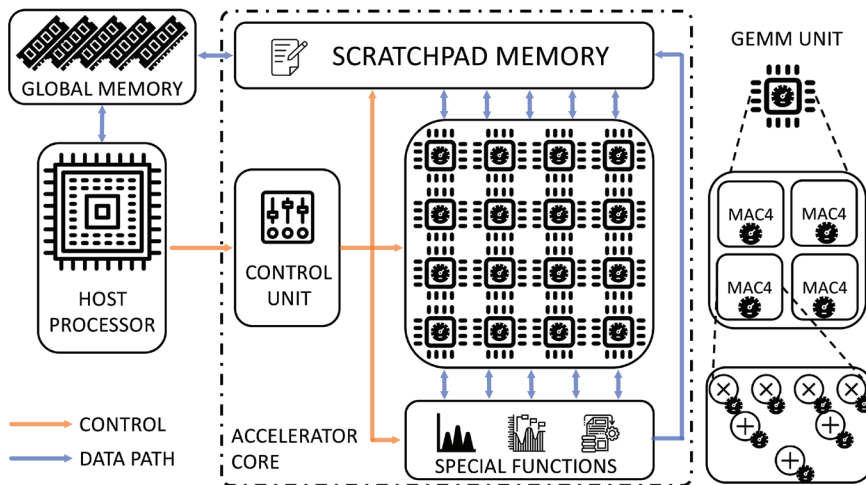 SCRATCHPAD MEMORY
GLOBAL MEMORY
HOST
PROCESSOR
CONTROL
UNIT
GEMM UNIT
MAC4
MAC4
MAC4
MAC4
SPECIAL FUNCTIONS
ACCELERATOR
CORE
CONTROL
DATA PATH